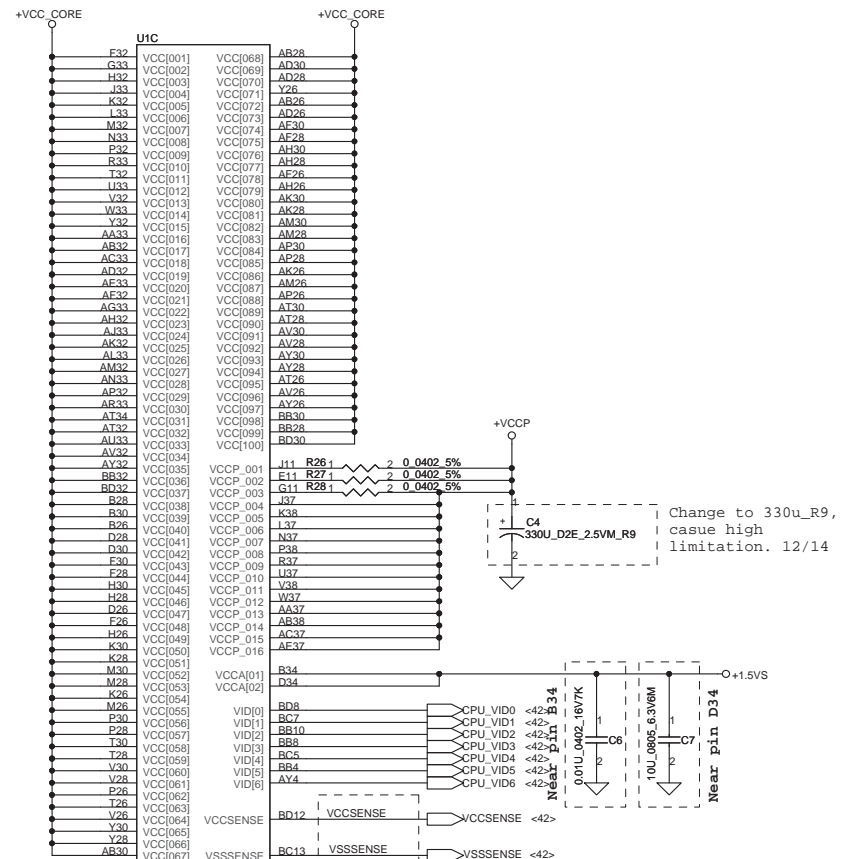 +VCC_CORE +VCC_CORE
U1C
F32 VCC[001] VCC[068] AB28
G33 VCC[002] VCC[069] AD30
H32 VCC[003] VCC[070] AD28
J33 VCC[004] VCC[071] Y26
K32 VCC[005] VCC[072] AB26
L33 VCC[006] VCC[073] AD26
M32 VCC[007] VCC[074] AF30
N33 VCC[008] VCC[075] AF28
P32 VCC[009] VCC[076] AH30
R33 VCC[010] VCC[077] AH28
T32 VCC[011] VCC[078] AF26
U33 VCC[012] VCC[079] AH26
V32 VCC[013] VCC[080] AK30
W33 VCC[014] VCC[081] AK28
Y32 VCC[015] VCC[082] AM30
AA33 VCC[016] VCC[083] AM28
AB32 VCC[017] VCC[084] AP30
AC33 VCC[018] VCC[085] AP28
AD32 VCC[019] VCC[086] AK26
AE33 VCC[020] VCC[087] AM26
AF32 VCC[021] VCC[088] AP26
AG33 VCC[022] VCC[089] AT30
AH32 VCC[023] VCC[090] AT28
AJ33 VCC[024] VCC[091] AV30
AK32 VCC[025] VCC[092] AV28
AL33 VCC[026] VCC[093] AY30
AM32 VCC[027] VCC[094] AY28
AN33 VCC[028] VCC[095] AT26
AP32 VCC[029] VCC[096] AV26
AR33 VCC[030] VCC[097] AY26
AT34 VCC[031] VCC[098] BB30
AT32 VCC[032] VCC[099] BB28
AU33 VCC[033] VCC[100] BD30
AV32 VCC[034]
AY32 VCC[035] VCCP_001 J11 R26 1 2 0_0402_5%
BB32 VCC[036] VCCP_002 E11 R27 1 2 0_0402_5%
BD32 VCC[037] VCCP_003 G11 R28 1 2 0_0402_5%
B28 VCC[038] VCCP_004 J37
B30 VCC[039] VCCP_005 K38
B26 VCC[040] VCCP_006 L37
D28 VCC[041] VCCP_007 N37
D30 VCC[042] VCCP_008 P38
F30 VCC[043] VCCP_009 R37
F28 VCC[044] VCCP_010 U37
H30 VCC[045] VCCP_011 V38
H28 VCC[046] VCCP_012 W37
D26 VCC[047] VCCP_013 AA37
F26 VCC[048] VCCP_014 AB38
H26 VCC[049] VCCP_015 AC37
K30 VCC[050] VCCP_016 AE37
K28 VCC[051]
M30 VCC[052] VCCA[01] B34
M28 VCC[053] VCCA[02] D34
K26 VCC[054]
M26 VCC[055] VID[0] BD8 CPU_VID0 <42>
P30 VCC[056] VID[1] BC7 CPU_VID1 <42>
P28 VCC[057] VID[2] BB10 CPU_VID2 <42>
T30 VCC[058] VID[3] BB8 CPU_VID3 <42>
T28 VCC[059] VID[4] BC5 CPU_VID4 <42>
V30 VCC[060] VID[5] BB4 CPU_VID5 <42>
V28 VCC[061] VID[6] AY4 CPU_VID6 <42>
P26 VCC[062]
T26 VCC[063]
V26 VCC[064] VCCSENSE BD12 VCCSENSE VCCSENSE <42>
Y30 VCC[065]
Y28 VCC[066]
AB30 VCC[067] VSSSENSE BC13 VSSSENSE VSSSENSE <42>
+VCCP
1
+ C4
330U_D2E_2.5VM_R9
2
Change to 330u_R9,
casue high
limitation. 12/14
+1.5VS
Near pin B34
0.01U_0402_16V7K
1
C6
2
10U_0805_6.3V6M
1
C7
2
Near pin D34